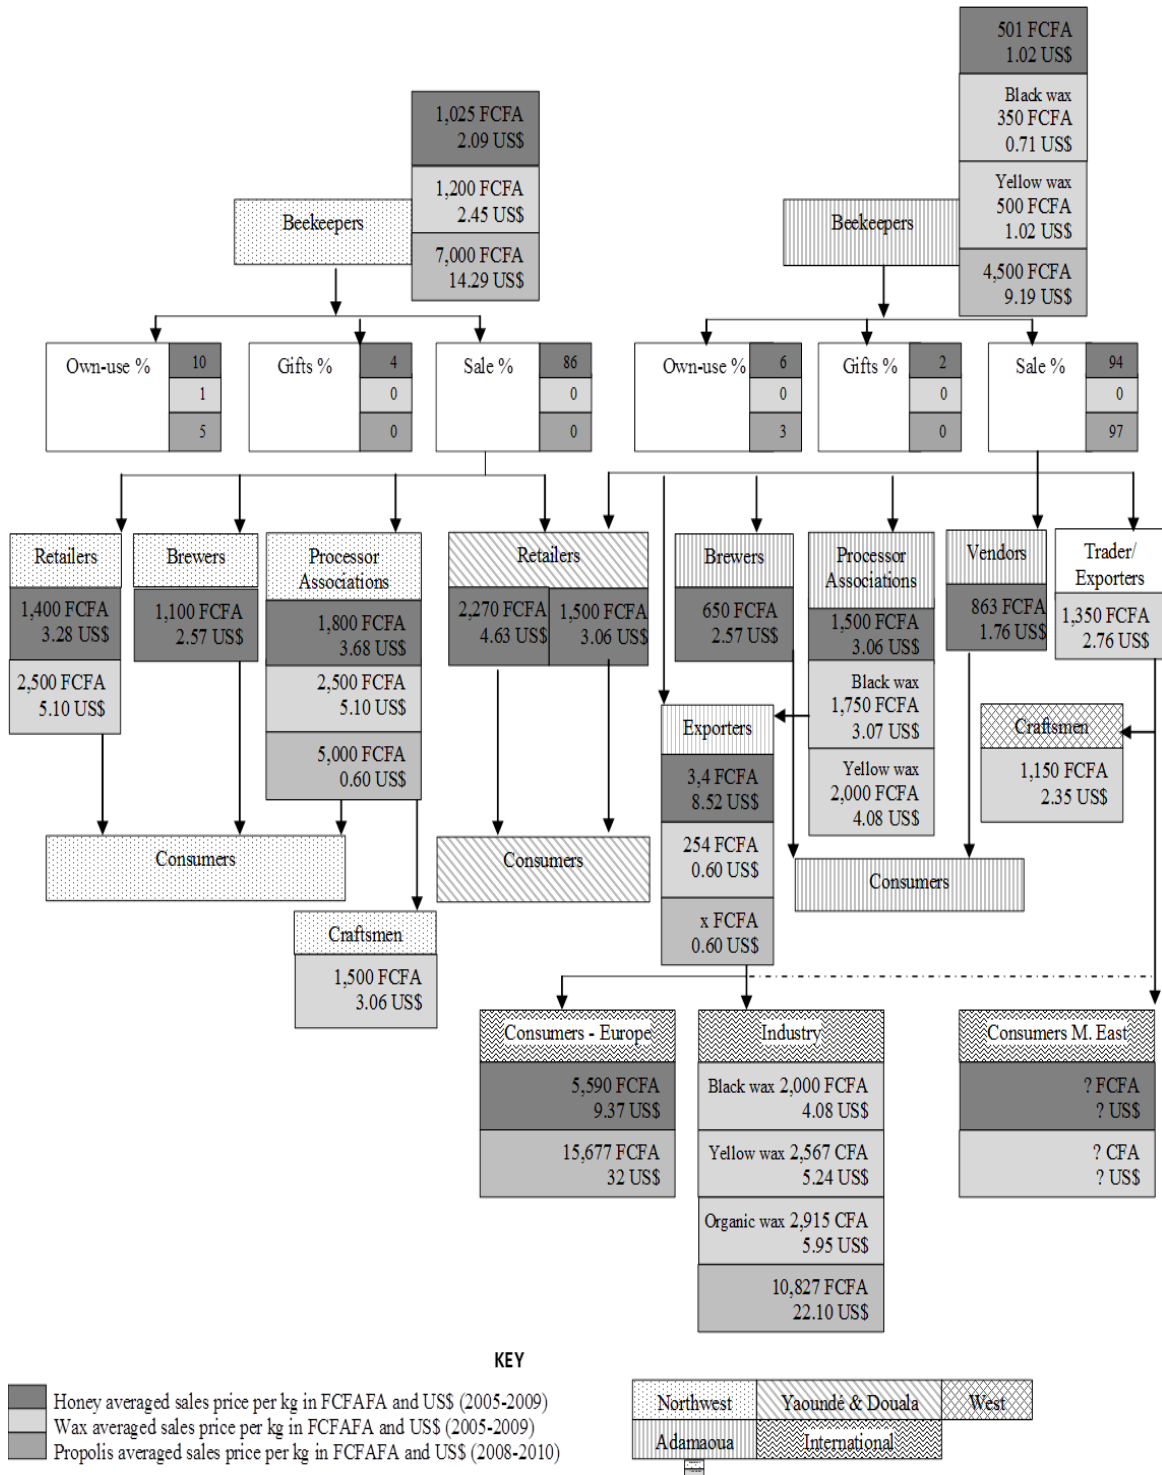 501 FCFA
1.02 US$
Black wax
350 FCFA
0.71 US$
Yellow wax
500 FCFA
1.02 US$
4,500 FCFA
9.19 US$
1,025 FCFA
2.09 US$
1,200 FCFA
2.45 US$
7,000 FCFA
14.29 US$
Beekeepers
Beekeepers
Own-use %
10
1
5
Gifts %
4
0
0
Sale %
86
0
0
Own-use %
6
0
3
Gifts %
2
0
0
Sale %
94
0
97
Retailers
1,400 FCFA
3.28 US$
2,500 FCFA
5.10 US$
Brewers
1,100 FCFA
2.57 US$
Processor
Associations
1,800 FCFA
3.68 US$
2,500 FCFA
5.10 US$
5,000 FCFA
0.60 US$
Retailers
2,270 FCFA
4.63 US$
1,500 FCFA
3.06 US$
Brewers
650 FCFA
2.57 US$
Processor
Associations
1,500 FCFA
3.06 US$
Black wax
1,750 FCFA
3.07 US$
Yellow wax
2,000 FCFA
4.08 US$
Vendors
863 FCFA
1.76 US$
Trader/
Exporters
1,350 FCFA
2.76 US$
Exporters
3,4 FCFA
8.52 US$
254 FCFA
0.60 US$
x FCFA
0.60 US$
Craftsmen
1,150 FCFA
2.35 US$
Consumers
Consumers
Consumers
Craftsmen
1,500 FCFA
3.06 US$
Consumers - Europe
5,590 FCFA
9.37 US$
15,677 FCFA
32 US$
Industry
Black wax 2,000 FCFA
4.08 US$
Yellow wax 2,567 CFA
5.24 US$
Organic wax 2,915 CFA
5.95 US$
10,827 FCFA
22.10 US$
Consumers M. East
? FCFA
? US$
? CFA
? US$
KEY
Honey averaged sales price per kg in FCFAFA and US$ (2005-2009)
Wax averaged sales price per kg in FCFAFA and US$ (2005-2009)
Propolis averaged sales price per kg in FCFAFA and US$ (2008-2010)
Northwest
Yaoundé & Douala
West
Adamaoua
International